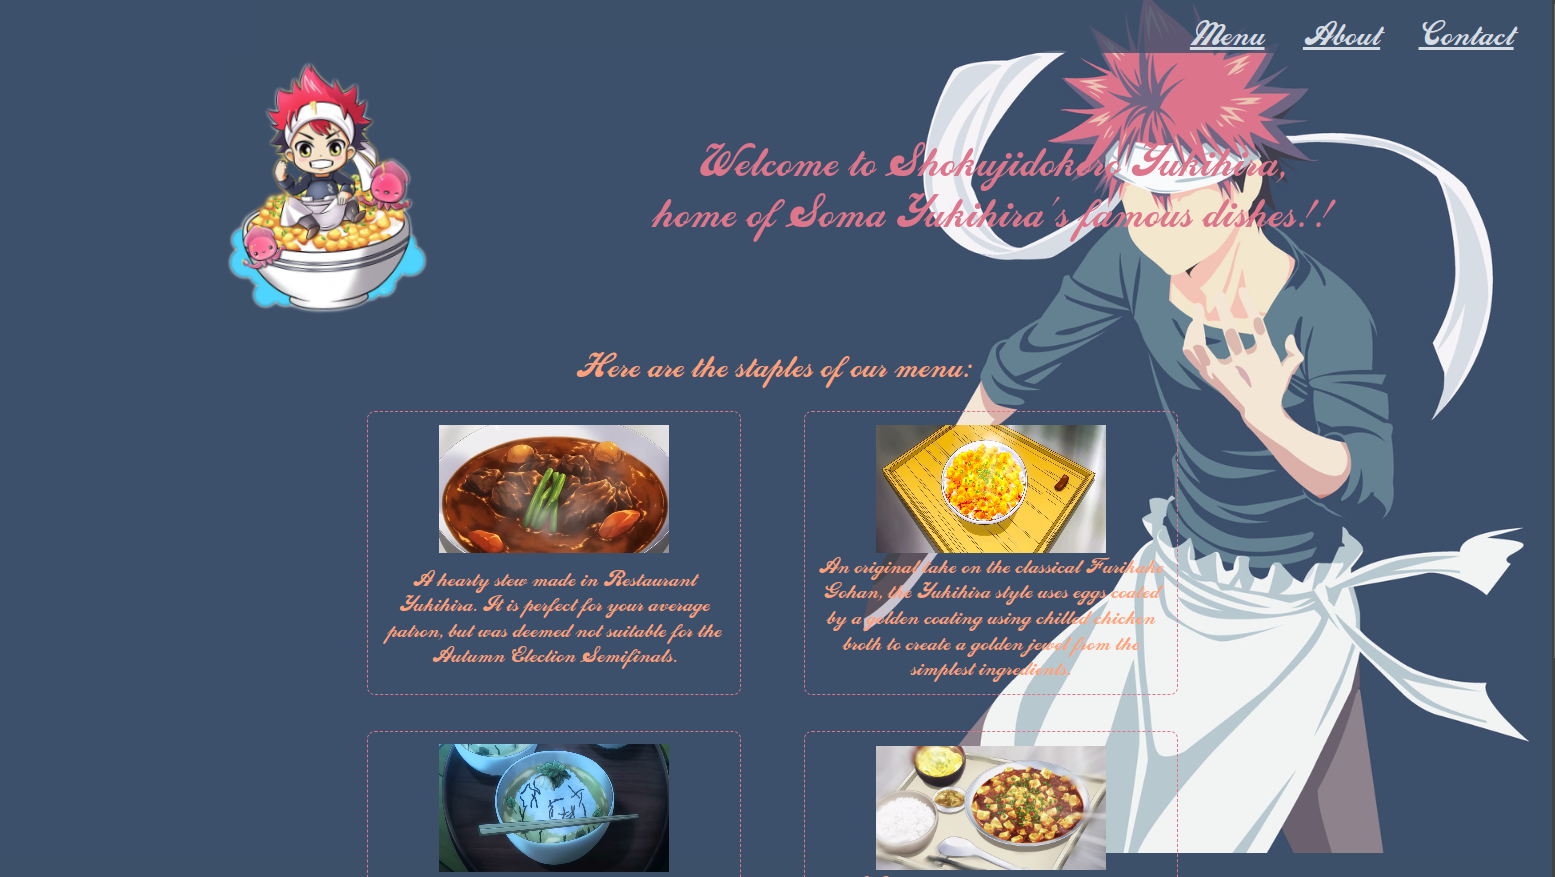 Menu About Contact
Welcome to Shokujidokoro Yukihira,
home of Soma Yukihira's famous dishes!!
Here are the staples of our menu:
A hearty stew made in Restaurant
Yukihira. It is perfect for your average
patron, but was deemed not suitable for the
Autumn Election Semifinals.
An original take on the classical Furikake
Gohan, the Yukihira style uses eggs coated
by a golden coating using chilled chicken
broth to create a golden jewel from the
simplest ingredients.